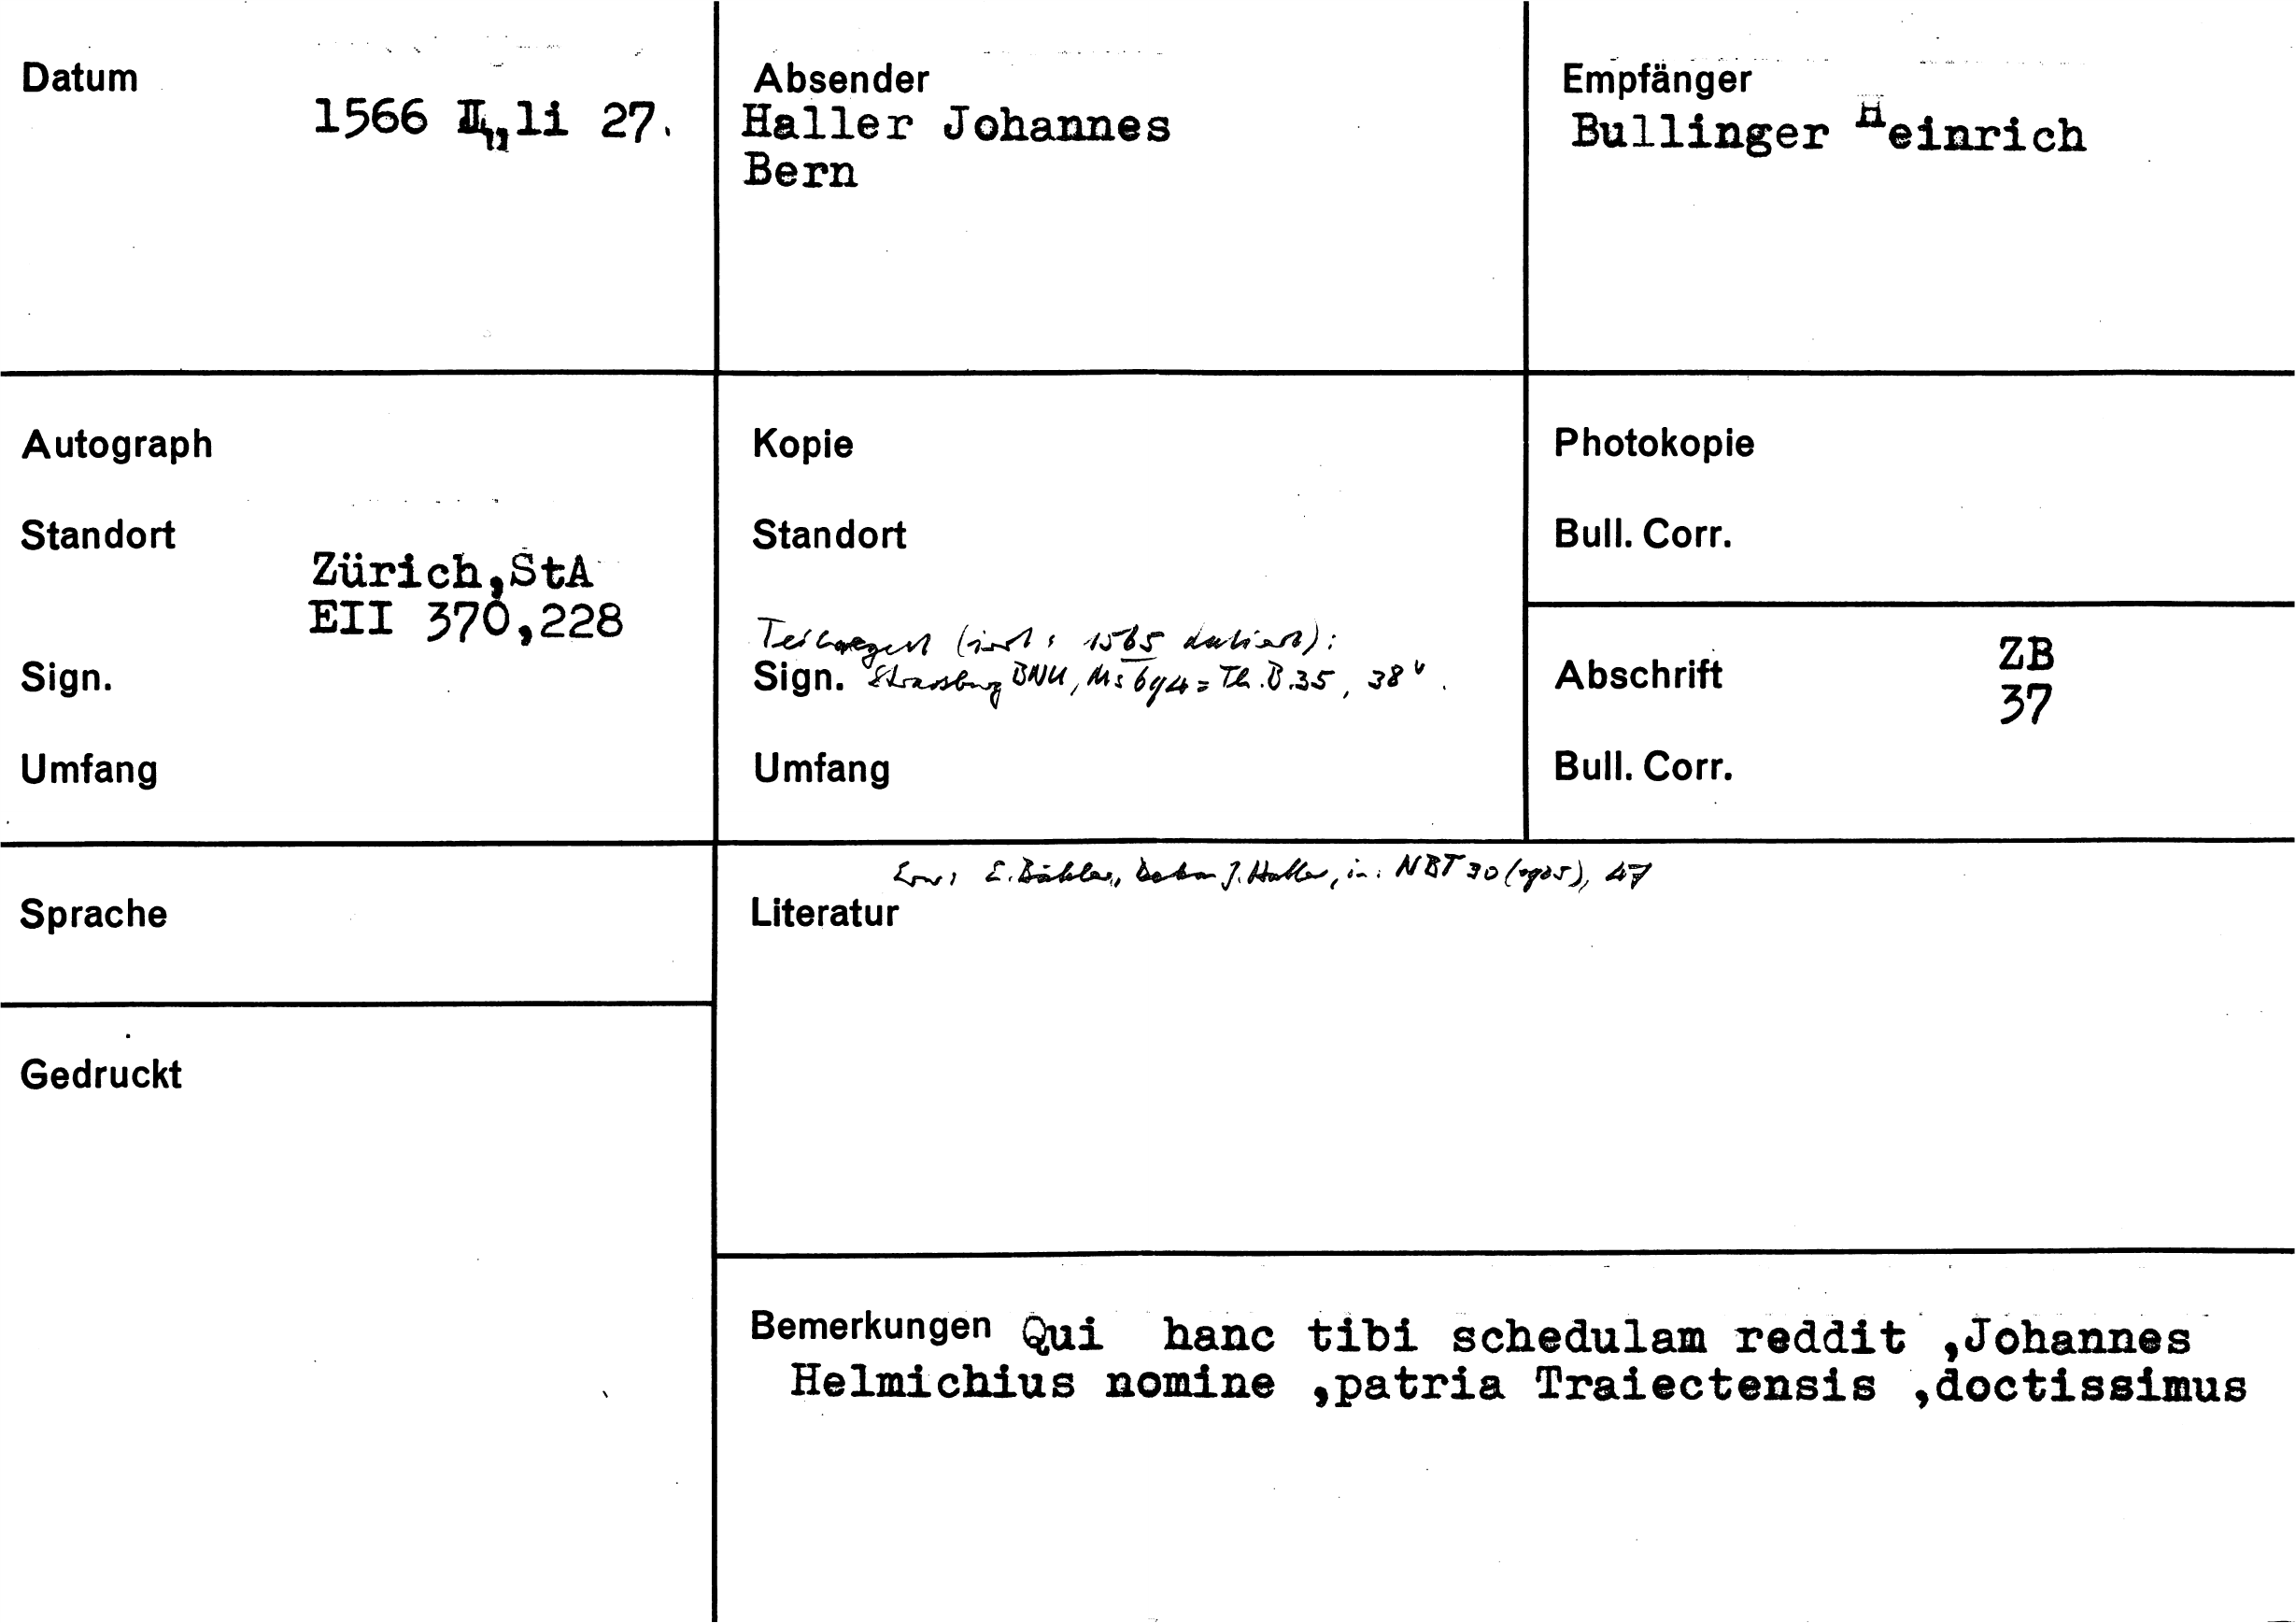 Datum
1566 Juli 27.
Absender
Haller Johannes
Bern
Empfänger
Bullinger Heinrich
Autograph
Standort
Zürich,StA
EII 370,228
Sign.
Umfang
Kopie
Standort
Teilregest (irrt. 1565 datiert):
Sign. Strassburg BNU, Ms 694 = Th.B.35, 38v.
Umfang
Photokopie
Bull. Corr.
Abschrift ZB
37
Bull. Corr.
Sprache
Gedruckt
E. Bähler, Dekan J. Haller, in: NBT 30 (1925), 47
Literatur
Bemerkungen Qui hanc tibi schedulam reddit ,Johannes
Helmichius nomine ,patria Traiectensis ,doctissimus